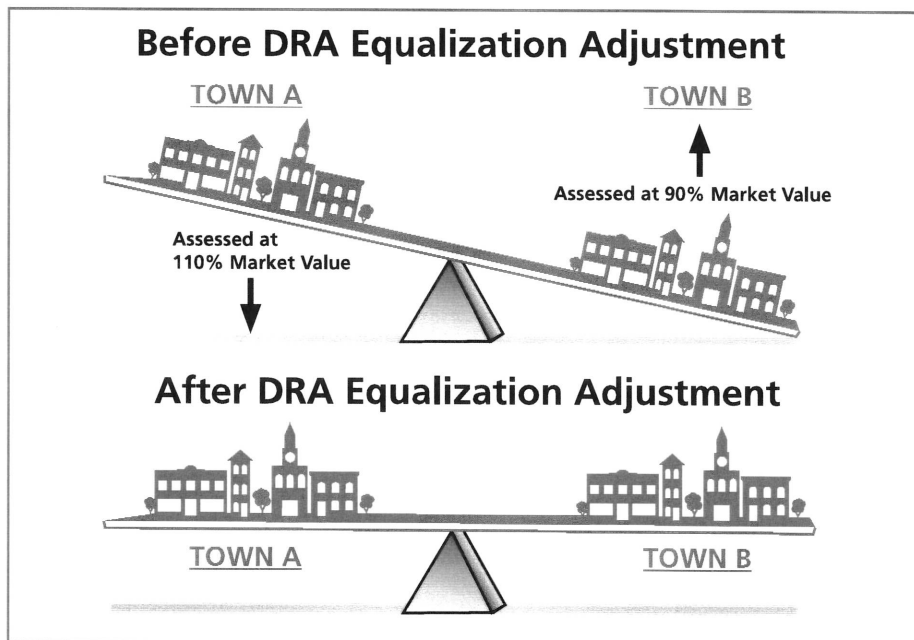 Before DRA Equalization Adjustment
TOWN A
TOWN B
Assessed at 90% Market Value
Assessed at
110% Market Value
After DRA Equalization Adjustment
TOWN A
TOWN B